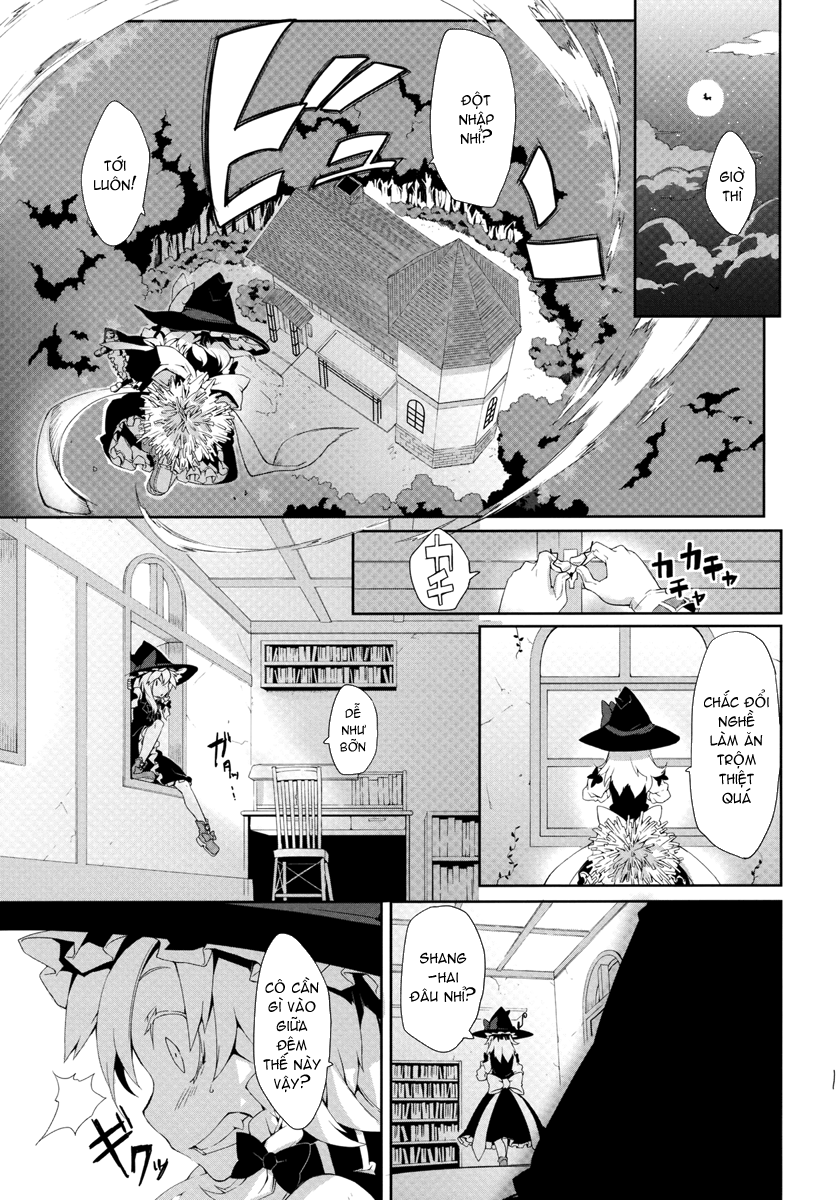 GIỜ
THÌ
ĐỘT
NHẬP
NHỈ?
ビュン
TỚI
LUÔN!
カチャ
カチャ
カチ
CHẮC ĐỔI
NGHỀ
LÀM ĂN
TRỘM
THIỆT
QUÁ
DỄ
NHƯ
BỠN
ガタッ…
SHANG
-HAI
ĐÂU NHỈ?
CÔ CẦN
GÌ VÀO
GIỮA
ĐÊM
THẾ NÀY
VẬY?
ギクッ